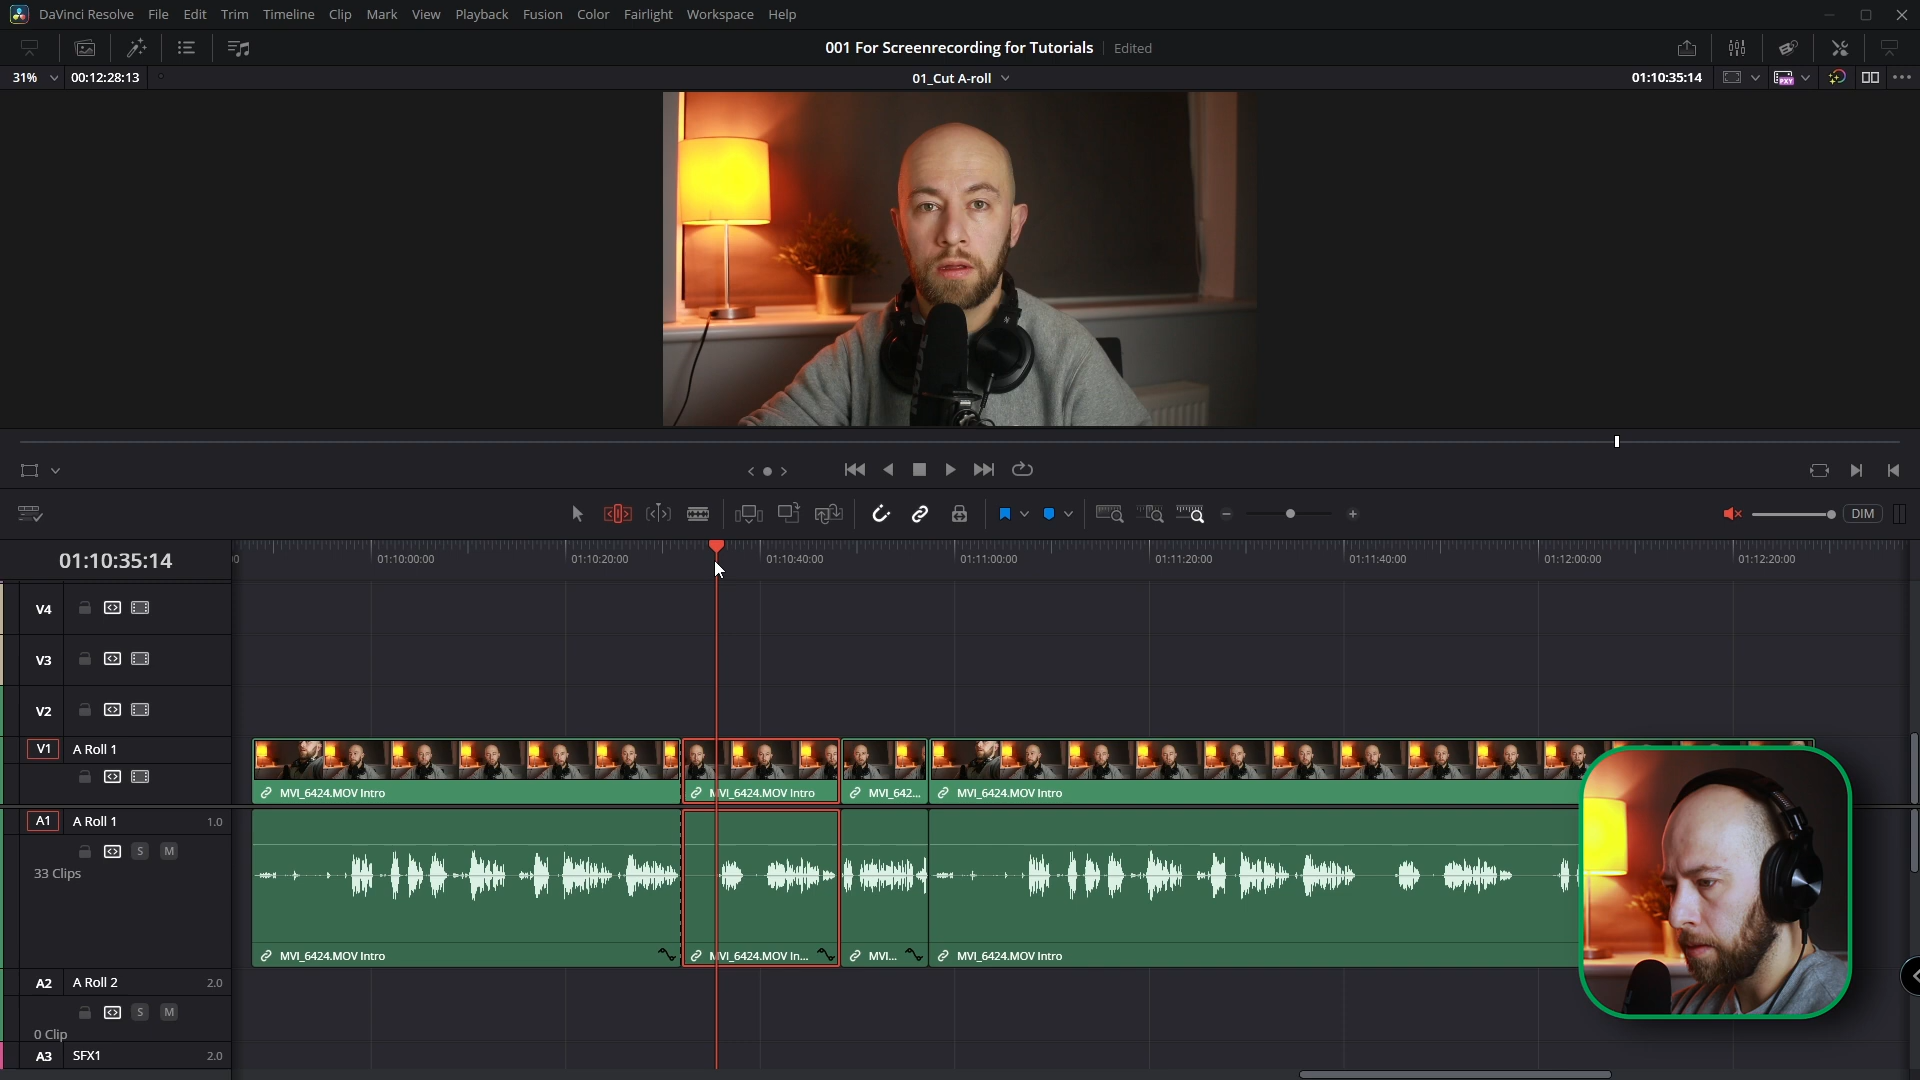 DaVinci Resolve File Edit Trim Timeline Clip Mark View Playback Fusion Color Fairlight Workspace Help
001 For Screenrecording for Tutorials Edited
31% 00:12:28:13 01_Cut A-roll 01:10:35:14
PXY
DIM
01:10:35:14
01:10:00:00 01:10:20:00 01:10:40:00 01:11:00:00 01:11:20:00 01:11:40:00 01:12:00:00 01:12:20:00
V4
V3
V2
V1 A Roll 1
MVI_6424.MOV Intro MVI_6424.MOV Intro MVI_642... MVI_6424.MOV Intro
A1 A Roll 1 1.0
S M
33 Clips
MVI_6424.MOV Intro MVI_6424.MOV In... MVI... MVI_6424.MOV Intro
A2 A Roll 2 2.0
S M
0 Clip
A3 SFX1 2.0